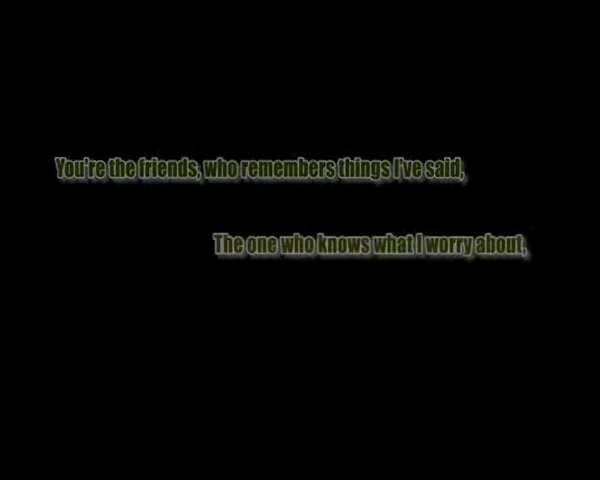 You're the friends, who remembers things I've said,
The one who knows what I worry about,